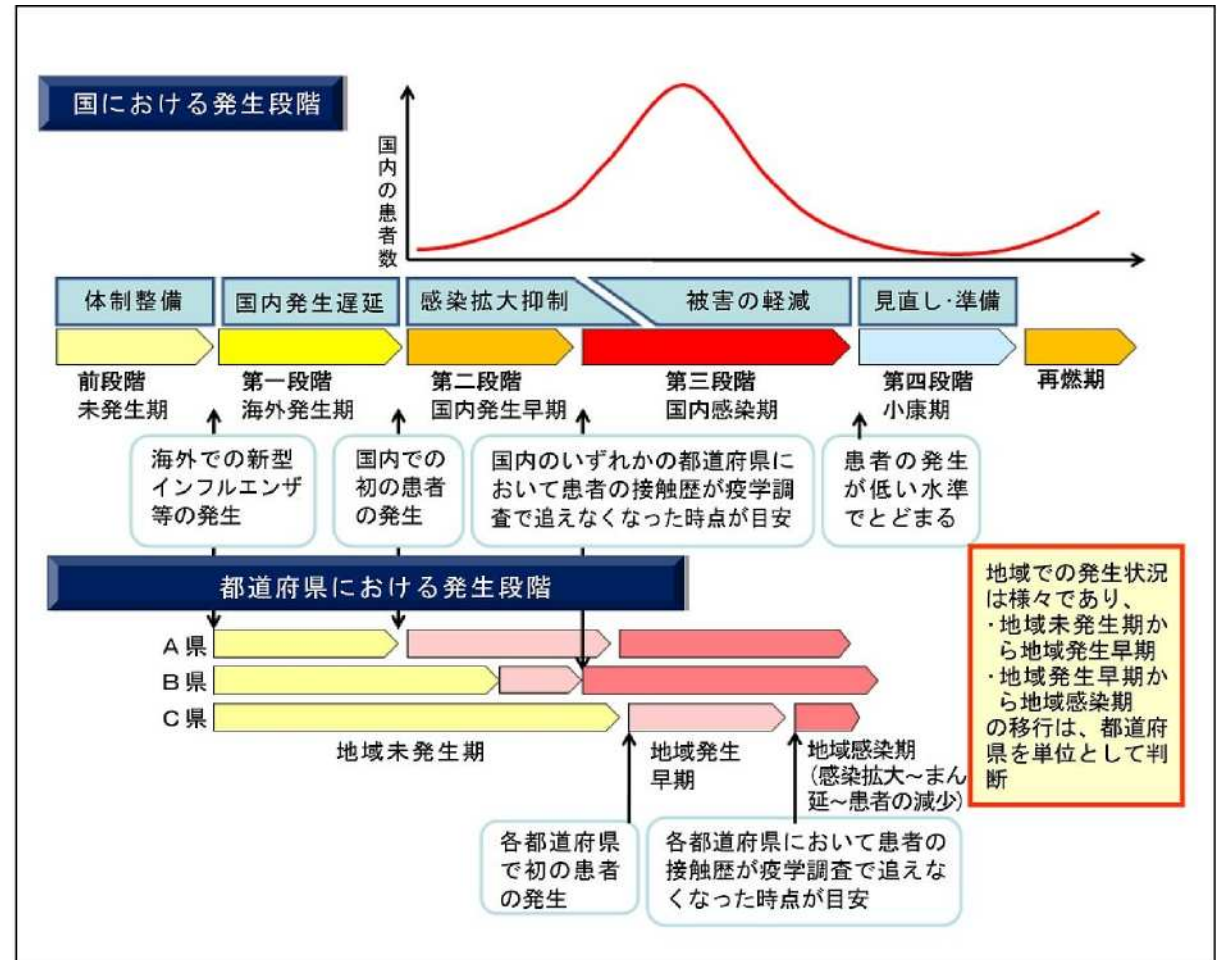 国における発生段階
国内の患者数
体制整備
国内発生遅延
感染拡大抑制
被害の軽減
見直し・準備
前段階
未発生期
第一段階
海外発生期
第二段階
国内発生早期
第三段階
国内感染期
第四段階
小康期
再燃期
海外での新型
インフルエンザ
等の発生
国内での
初の患者
の発生
国内のいずれかの都道府県に
おいて患者の接触歴が疫学調
査で追えなくなった時点が目安
患者の発生
が低い水準
でとどまる
都道府県における発生段階
A県
B県
C県
地域未発生期
地域発生
早期
地域感染期
(感染拡大~まん
延~患者の減少)
地域での発生状況
は様々であり、
・地域未発生期か
ら地域発生早期
・地域発生早期か
ら地域感染期
の移行は、都道府
県を単位として判
断
各都道府県
で初の患者
の発生
各都道府県において患者の
接触歴が疫学調査で追えな
くなった時点が目安